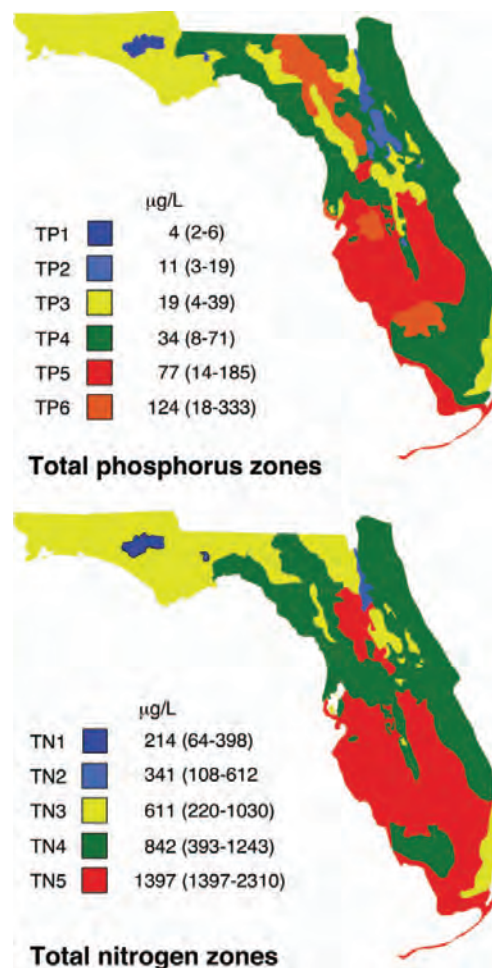 µg/L
TP1 4 (2-6)
TP2 11 (3-19)
TP3 19 (4-39)
TP4 34 (8-71)
TP5 77 (14-185)
TP6 124 (18-333)
Total phosphorus zones
µg/L
TN1 214 (64-398)
TN2 341 (108-612
TN3 611 (220-1030)
TN4 842 (393-1243)
TN5 1397 (1397-2310)
Total nitrogen zones